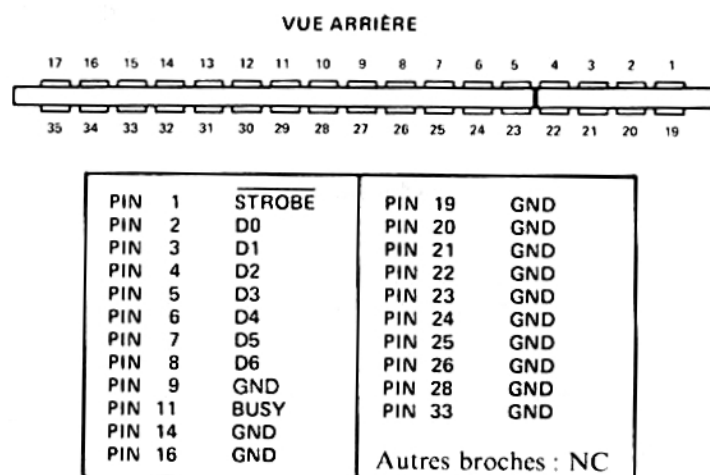 VUE ARRIÈRE
17 16 15 14 13 12 11 10 9 8 7 6 5 4 3 2 1
35 34 33 32 31 30 29 28 27 26 25 24 23 22 21 20 19
PIN 1 STROBE
PIN 2 D0
PIN 3 D1
PIN 4 D2
PIN 5 D3
PIN 6 D4
PIN 7 D5
PIN 8 D6
PIN 9 GND
PIN 11 BUSY
PIN 14 GND
PIN 16 GND
PIN 19 GND
PIN 20 GND
PIN 21 GND
PIN 22 GND
PIN 23 GND
PIN 24 GND
PIN 25 GND
PIN 26 GND
PIN 28 GND
PIN 33 GND
Autres broches : NC